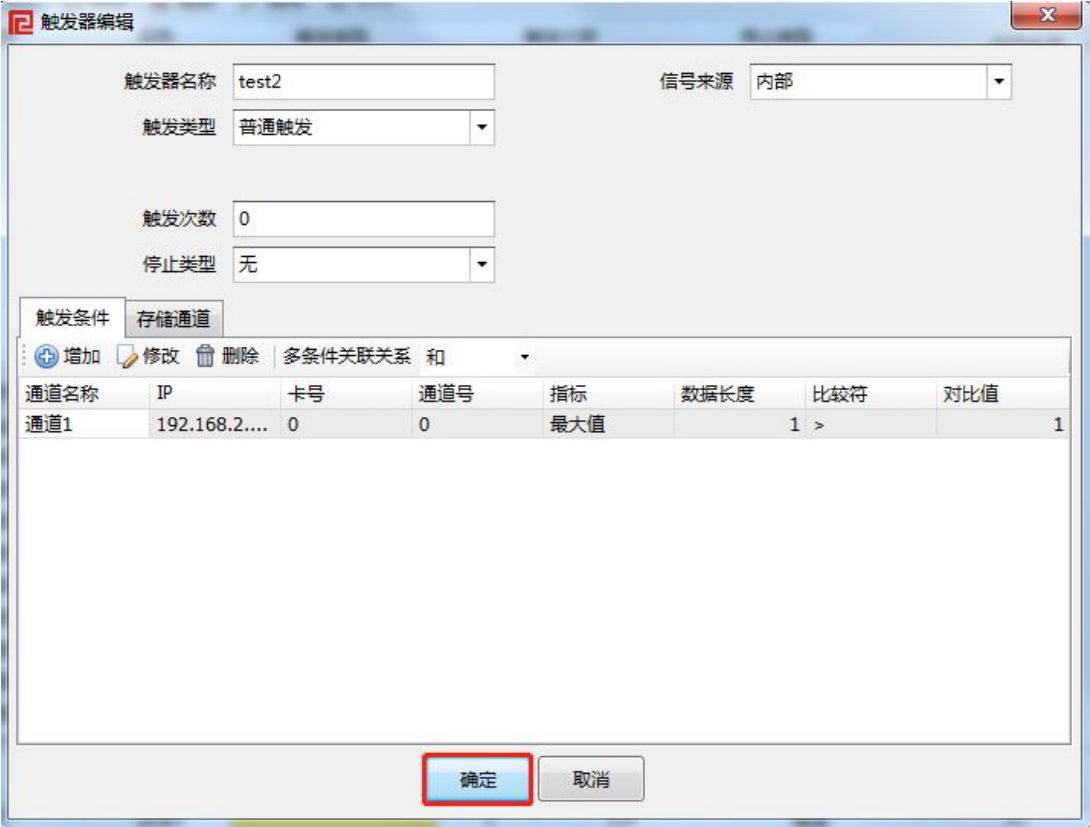 触发器编辑
触发器名称 test2 信号来源 内部
触发类型 普通触发
触发次数 0
停止类型 无
触发条件 存储通道
增加 修改 删除 多条件关联关系 和
通道名称 IP 卡号 通道号 指标 数据长度 比较符 对比值
通道1 192.168.2.... 0 0 最大值 1 > 1
确定 取消